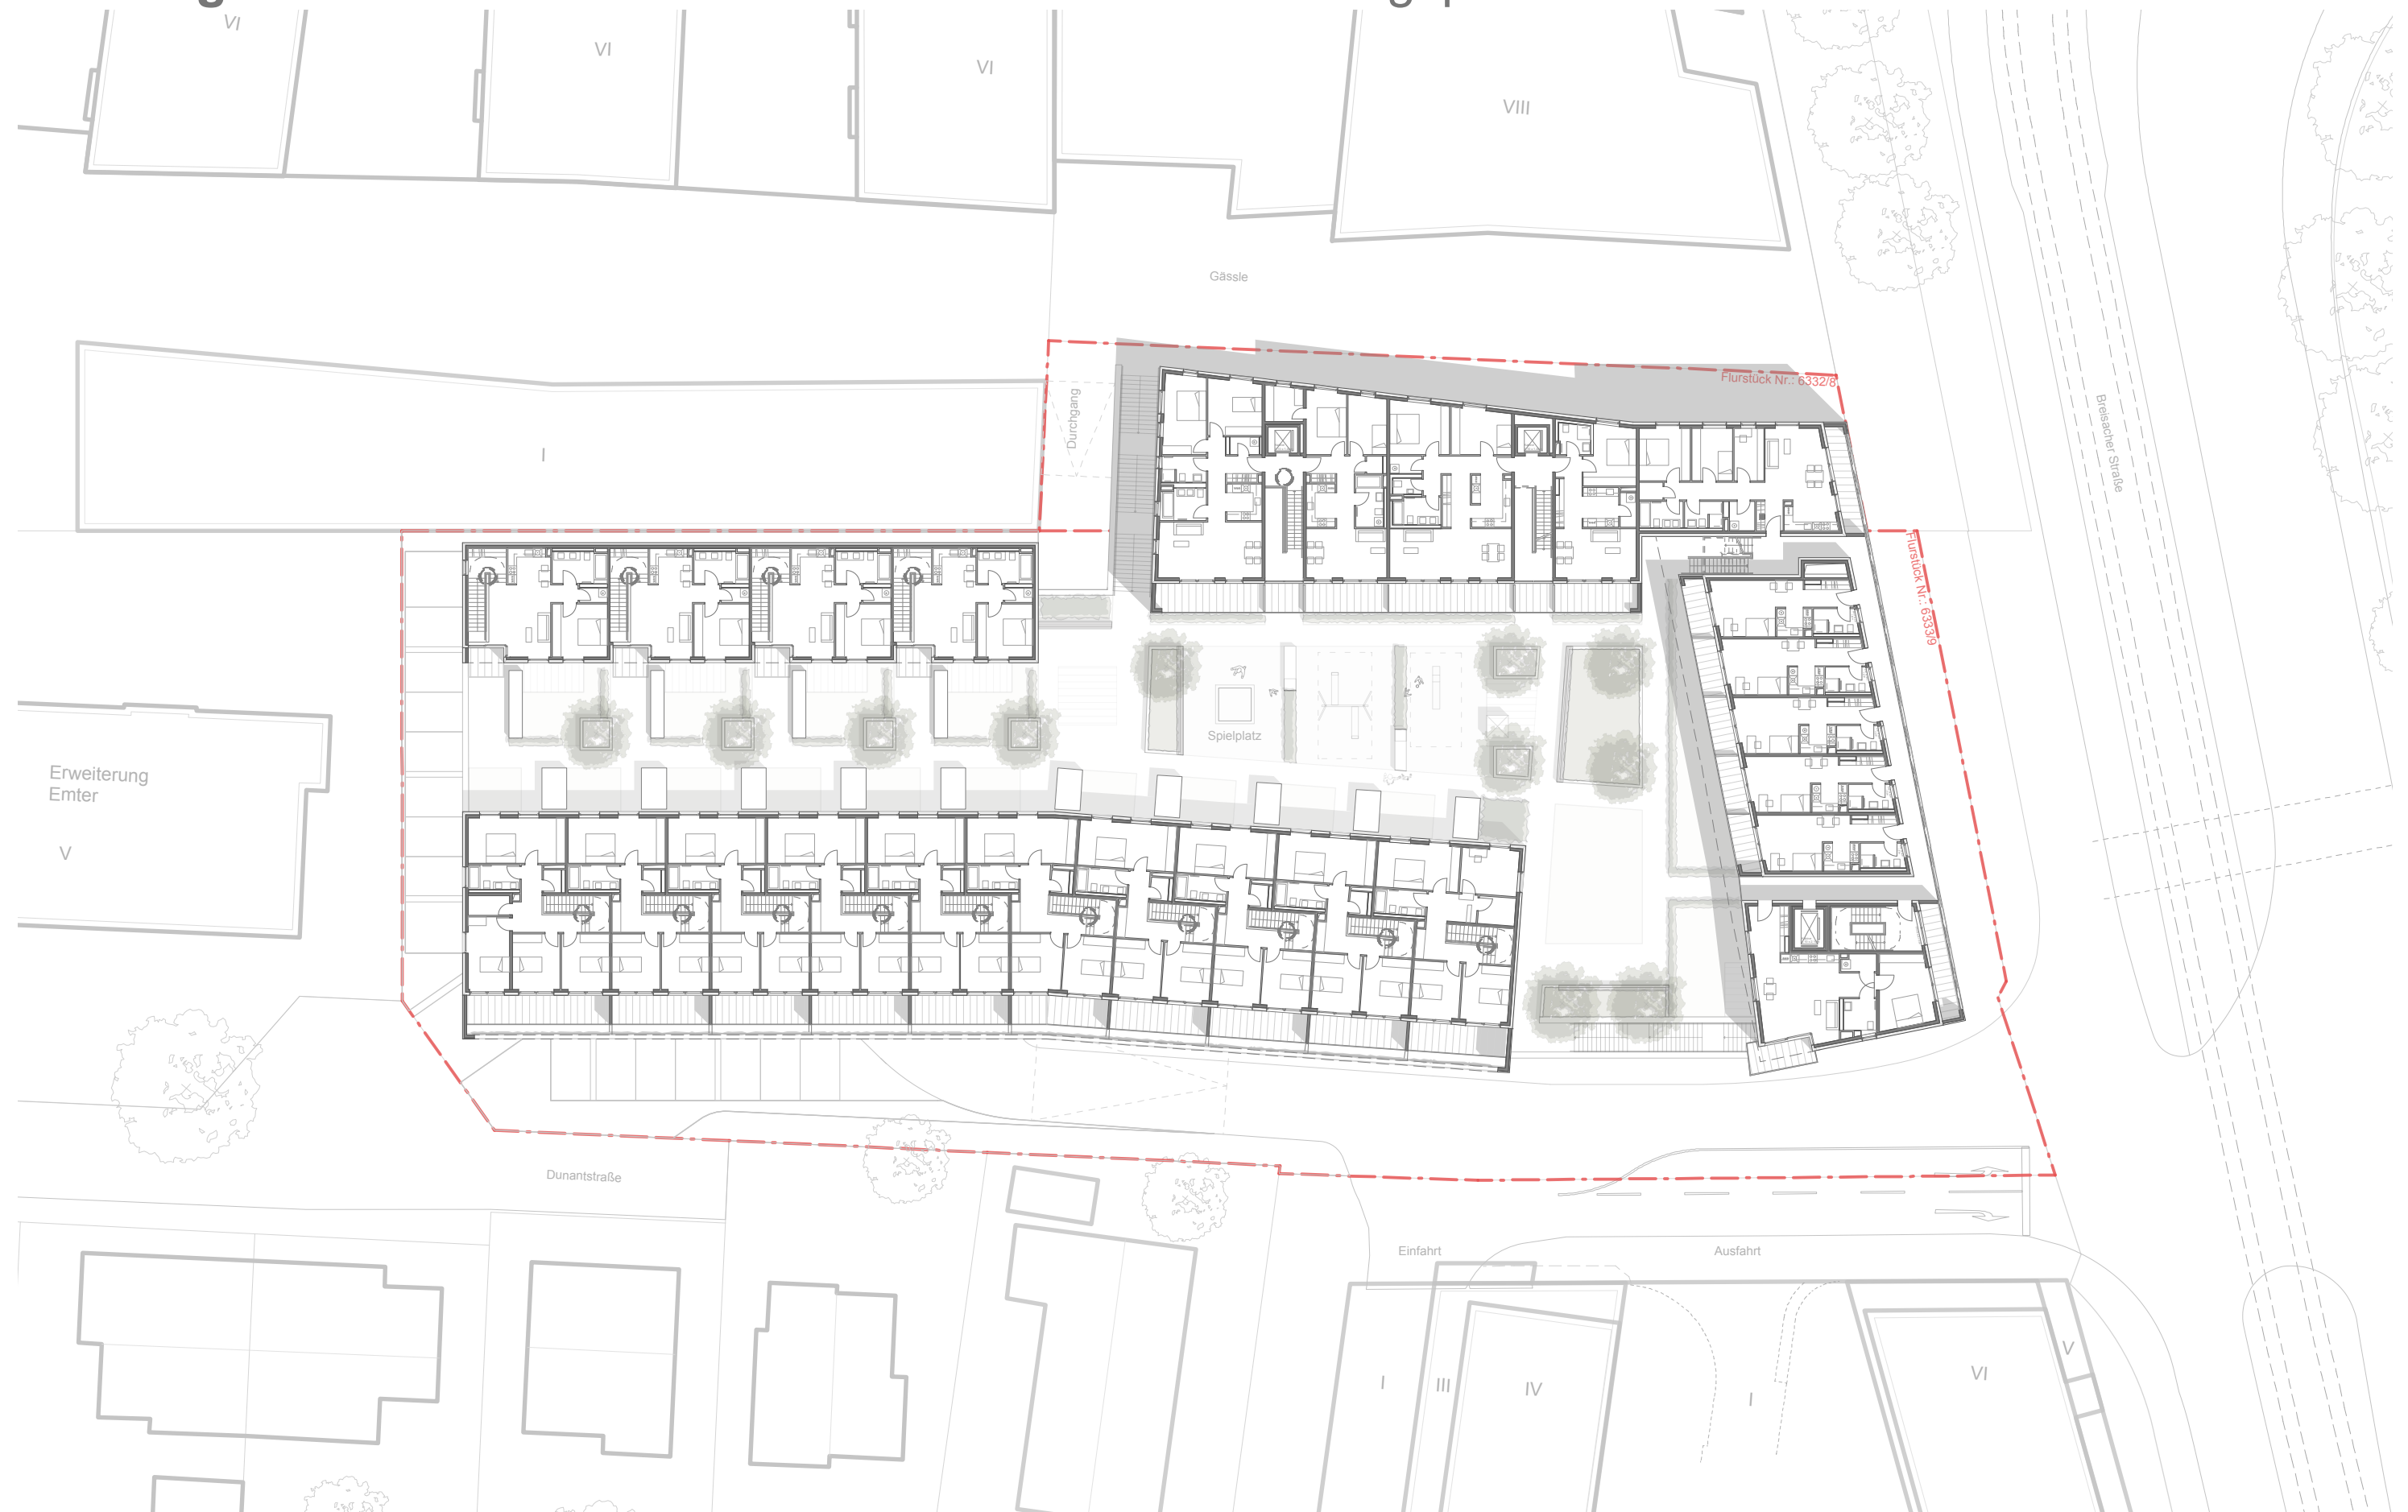 VI
VI
VI
VIII
Gässle
Flurstück Nr.: 6332/8
Durchgang
Breisacher Straße
I
Flurstück Nr.: 6333/9
Spielplatz
Erweiterung
Emter
V
Dunantstraße
Einfahrt
Ausfahrt
I
III
IV
I
VI
V